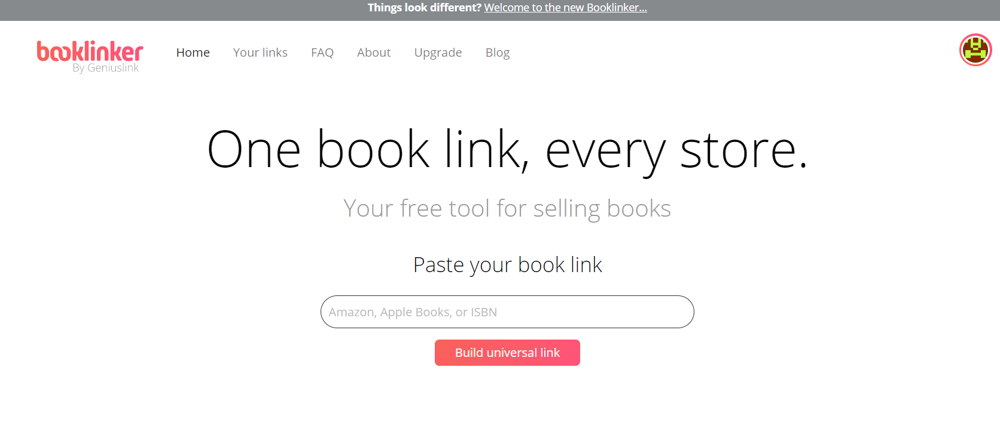 Things look different? Welcome to the new Booklinker...
booklinker
By Geniuslink
Home Your links FAQ About Upgrade Blog
One book link, every store.
Your free tool for selling books
Paste your book link
Amazon, Apple Books, or ISBN
Build universal link